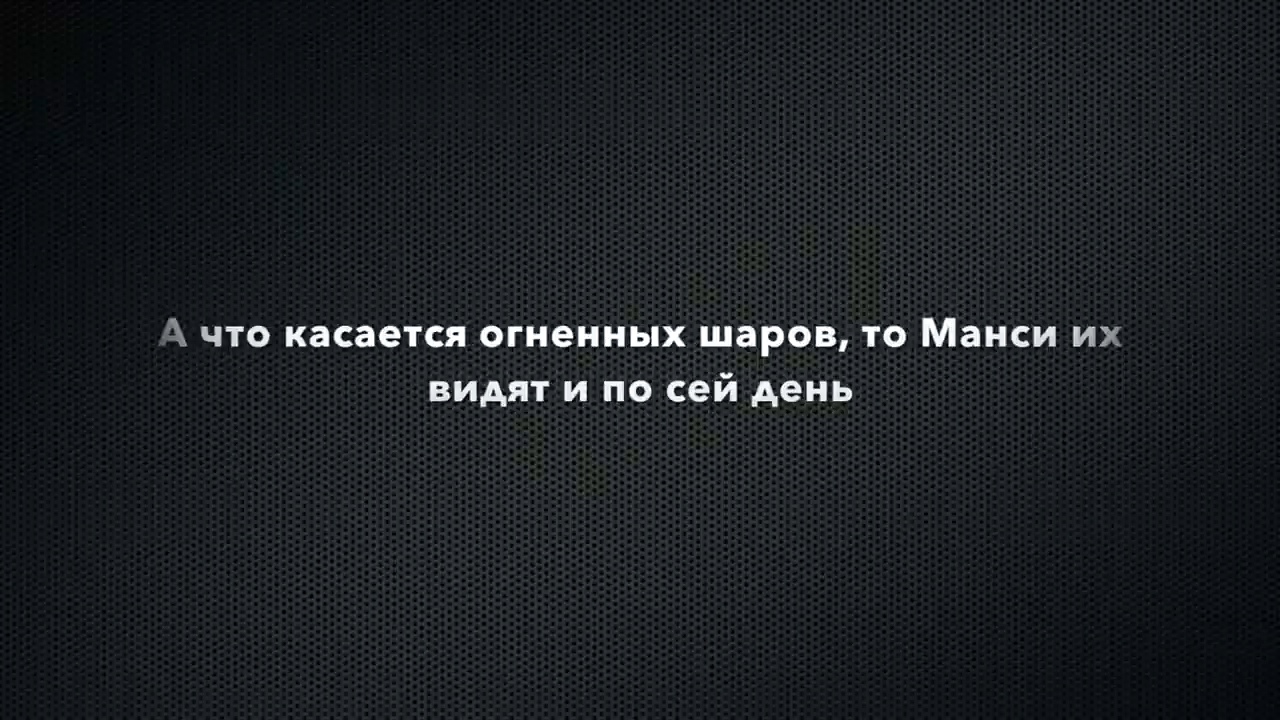 А что касается огненных шаров, то Манси их
видят и по сей день